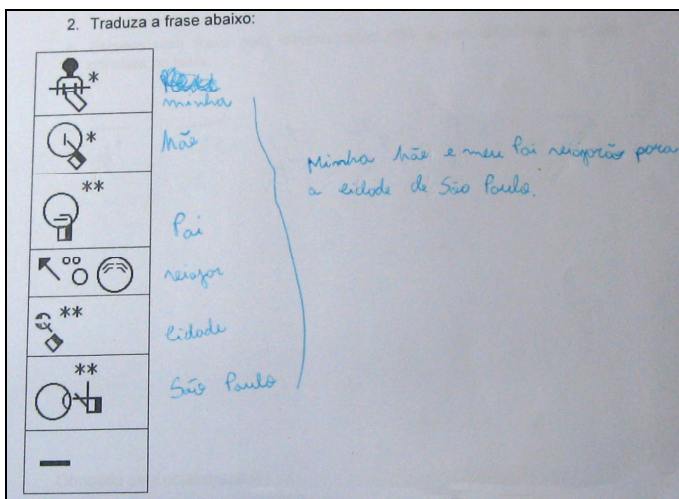 2. Traduza a frase abaixo:
minha
Mãe
Pai
viajar
Cidade
São Paulo
Minha Mãe e meu Pai viajarão para
a cidade de São Paulo.